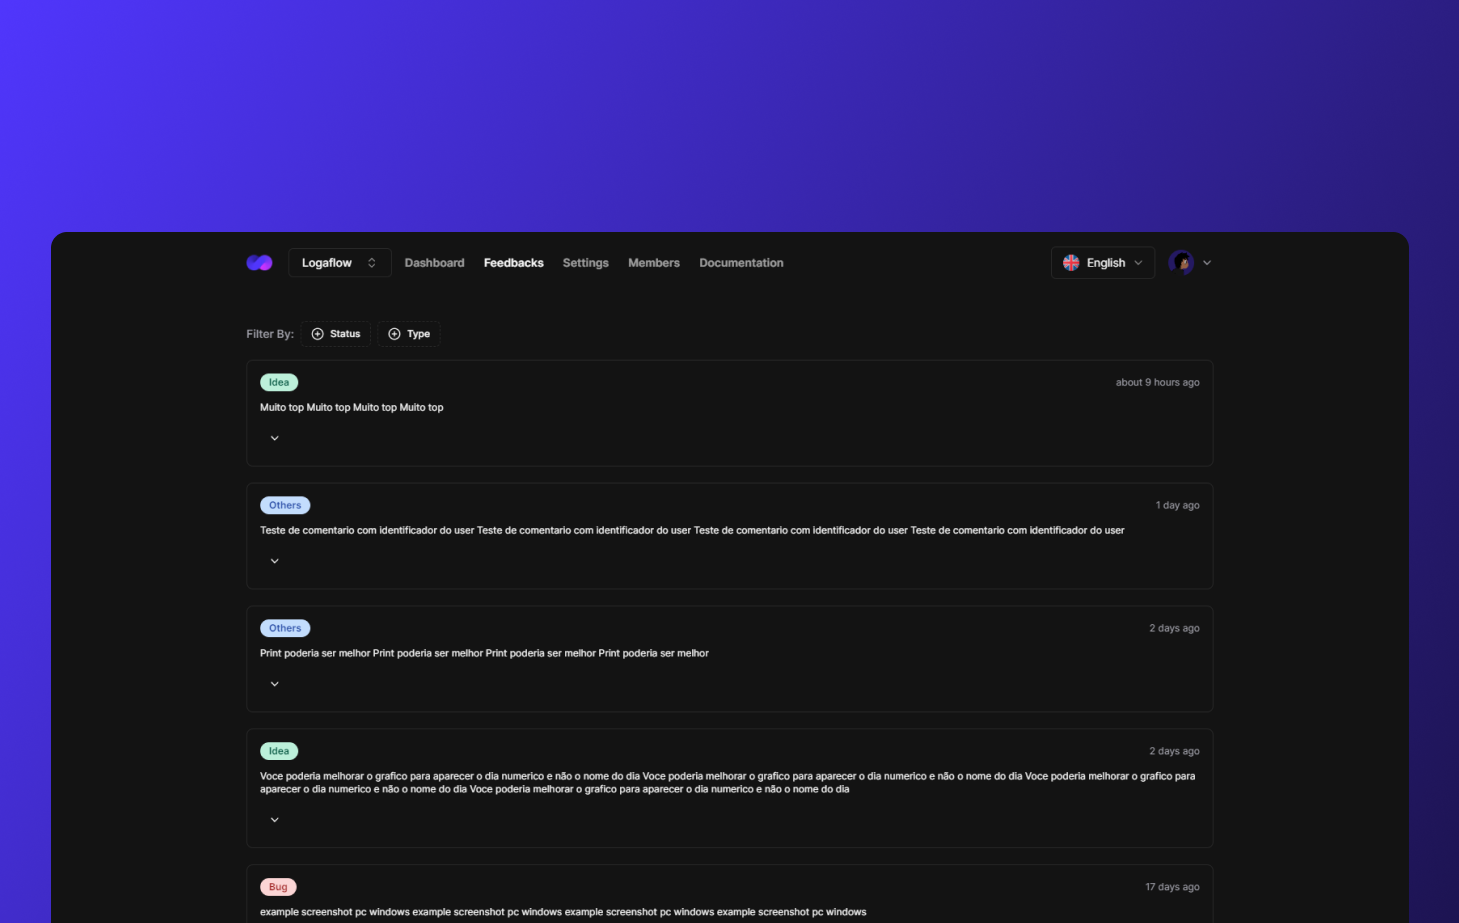 Logaflow
Dashboard
Feedbacks
Settings
Members
Documentation
English
Filter By:
Status
Type
Idea
about 9 hours ago
Muito top Muito top Muito top Muito top
Others
1 day ago
Teste de comentario com identificador do user Teste de comentario com identificador do user Teste de comentario com identificador do user Teste de comentario com identificador do user
Others
2 days ago
Print poderia ser melhor Print poderia ser melhor Print poderia ser melhor Print poderia ser melhor
Idea
2 days ago
Voce poderia melhorar o grafico para aparecer o dia numerico e não o nome do dia Voce poderia melhorar o grafico para aparecer o dia numerico e não o nome do dia Voce poderia melhorar o grafico para
aparecer o dia numerico e não o nome do dia Voce poderia melhorar o grafico para aparecer o dia numerico e não o nome do dia
Bug
17 days ago
example screenshot pc windows example screenshot pc windows example screenshot pc windows example screenshot pc windows